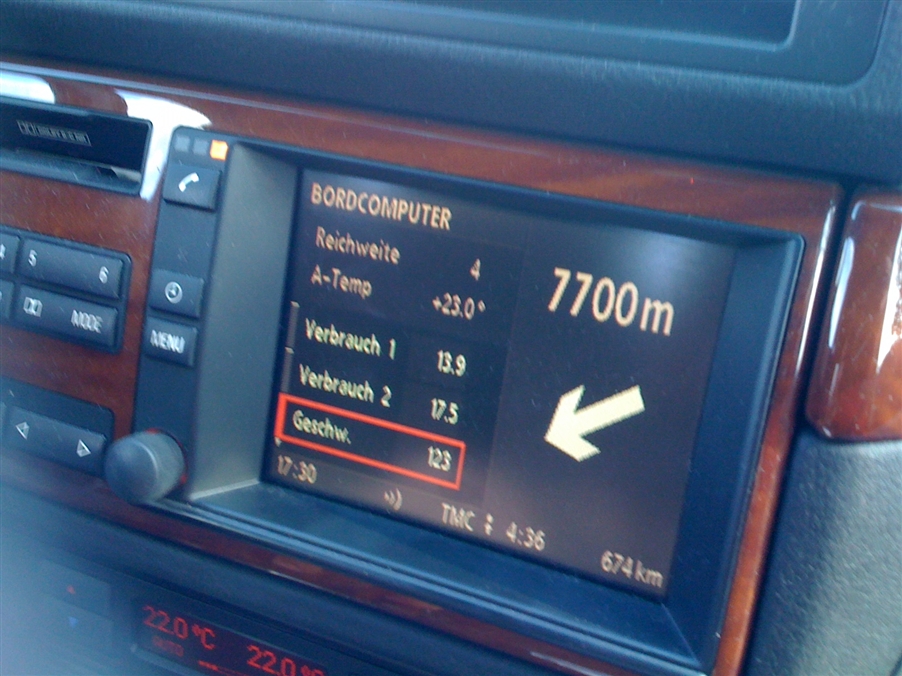 BORDCOMPUTER
Reichweite 4
A-Temp +23.0°
Verbrauch 1 13.9
Verbrauch 2 17.5
Geschw. 123
17:30 TMC 4:36 674 km
7700m
5 6
MODE
MENU
22.0°C
AUTO
22.0°C